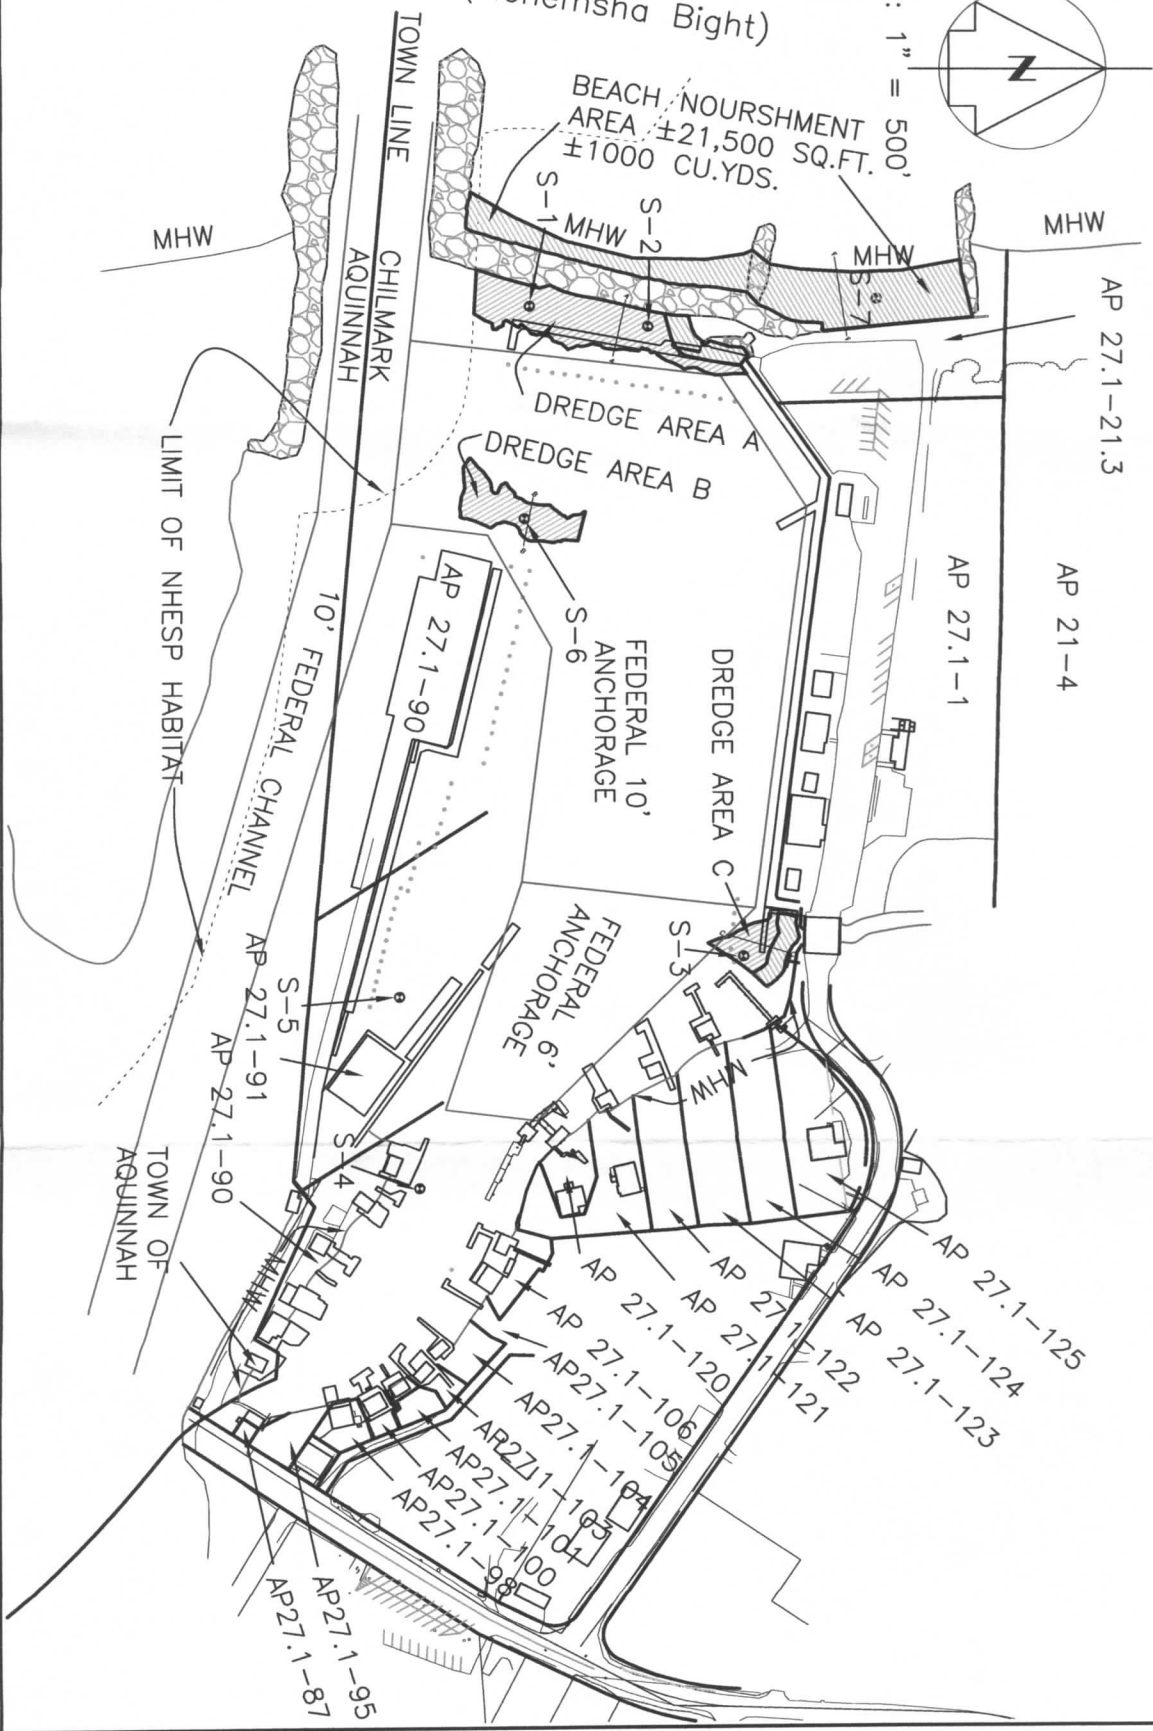 Bight)
: 1" = 500'
N
BEACH NOURSHMENT
AREA ±21,500 SQ.FT.
±1000 CU.YDS.
TOWN LINE
CHILMARK
AQUINNAH
MHW
S-1
MHW
S-2
MHW
S-7
MHW
AP 27.1-21.3
AP 21-4
AP 27.1-1
DREDGE AREA A
DREDGE AREA B
S-6
FEDERAL 10'
ANCHORAGE
DREDGE AREA C
S-3
LIMIT OF NHESP HABITAT
10' FEDERAL CHANNEL
AP 27.1-90
FEDERAL 6'
ANCHORAGE
MHW
S-5
AP 27.1-91
AP 27.1-90
S-4
MHW
TOWN OF
AQUINNAH
AP 27.1-125
AP 27.1-124
AP 27.1-123
AP 27.1-122
AP 27.1-121
AP 27.1-120
AP 27.1-106
AP27.1-105
AP27.1-104
AP27.1-103
AP27.1-101
AP27.1-100
AP27.1-98
AP27.1-95
AP27.1-87